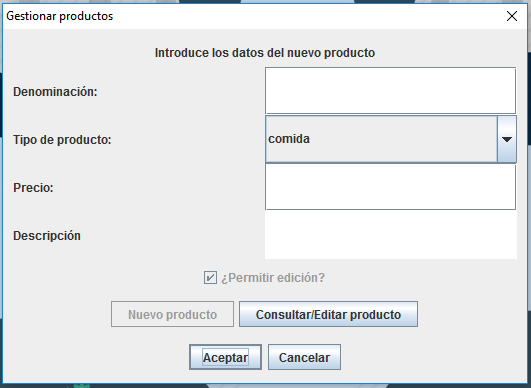 Gestionar productos
Introduce los datos del nuevo producto
Denominación:
Tipo de producto:
comida
Precio:
Descripción
¿Permitir edición?
Nuevo producto
Consultar/Editar producto
Aceptar
Cancelar